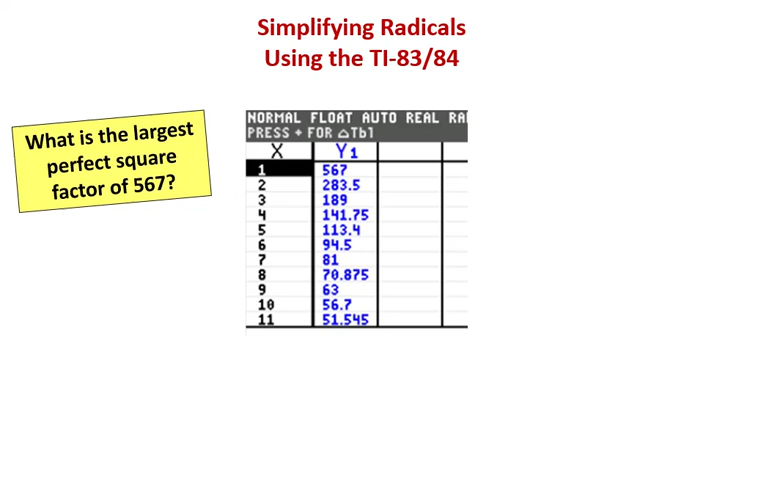 Simplifying Radicals
Using the TI-83/84
What is the largest
perfect square
factor of 567?
NORMAL FLOAT AUTO REAL RA
PRESS + FOR △Tbl
X Y1
1 567
2 283.5
3 189
4 141.75
5 113.4
6 94.5
7 81
8 70.875
9 63
10 56.7
11 51.545